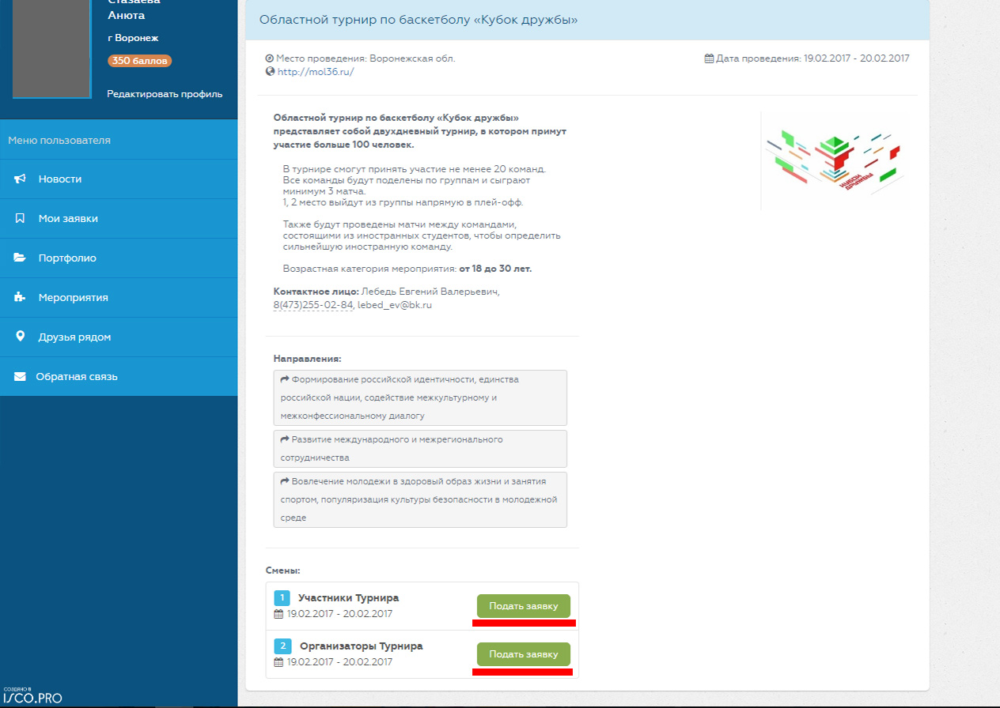 Стазаева
Анюта
г Воронеж
350 баллов
Редактировать профиль
Меню пользователя
Новости
Мои заявки
Портфолио
Мероприятия
Друзья рядом
Обратная связь
СОЗДАНО В
ISCO.PRO
Областной турнир по баскетболу «Кубок дружбы»
Место проведения: Воронежская обл.
http://mol36.ru/
Дата проведения: 19.02.2017 - 20.02.2017
Областной турнир по баскетболу «Кубок дружбы»
представляет собой двухдневный турнир, в котором примут
участие больше 100 человек.
В турнире смогут принять участие не менее 20 команд.
Все команды будут поделены по группам и сыграют
минимум 3 матча.
1, 2 место выйдут из группы напрямую в плей-офф.
Также будут проведены матчи между командами,
состоящими из иностранных студентов, чтобы определить
сильнейшую иностранную команду.
Возрастная категория мероприятия: от 18 до 30 лет.
Контактное лицо: Лебедь Евгений Валерьевич,
8(473)255-02-84, lebed_ev@bk.ru
КУБОК
ДРУЖБЫ
Направления:
Формирование российской идентичности, единства
российской нации, содействие межкультурному и
межконфессиональному диалогу
Развитие международного и межрегионального
сотрудничества
Вовлечение молодежи в здоровый образ жизни и занятия
спортом, популяризация культуры безопасности в молодежной
среде
Смены:
1 Участники Турнира
19.02.2017 - 20.02.2017
Подать заявку
2 Организаторы Турнира
19.02.2017 - 20.02.2017
Подать заявку